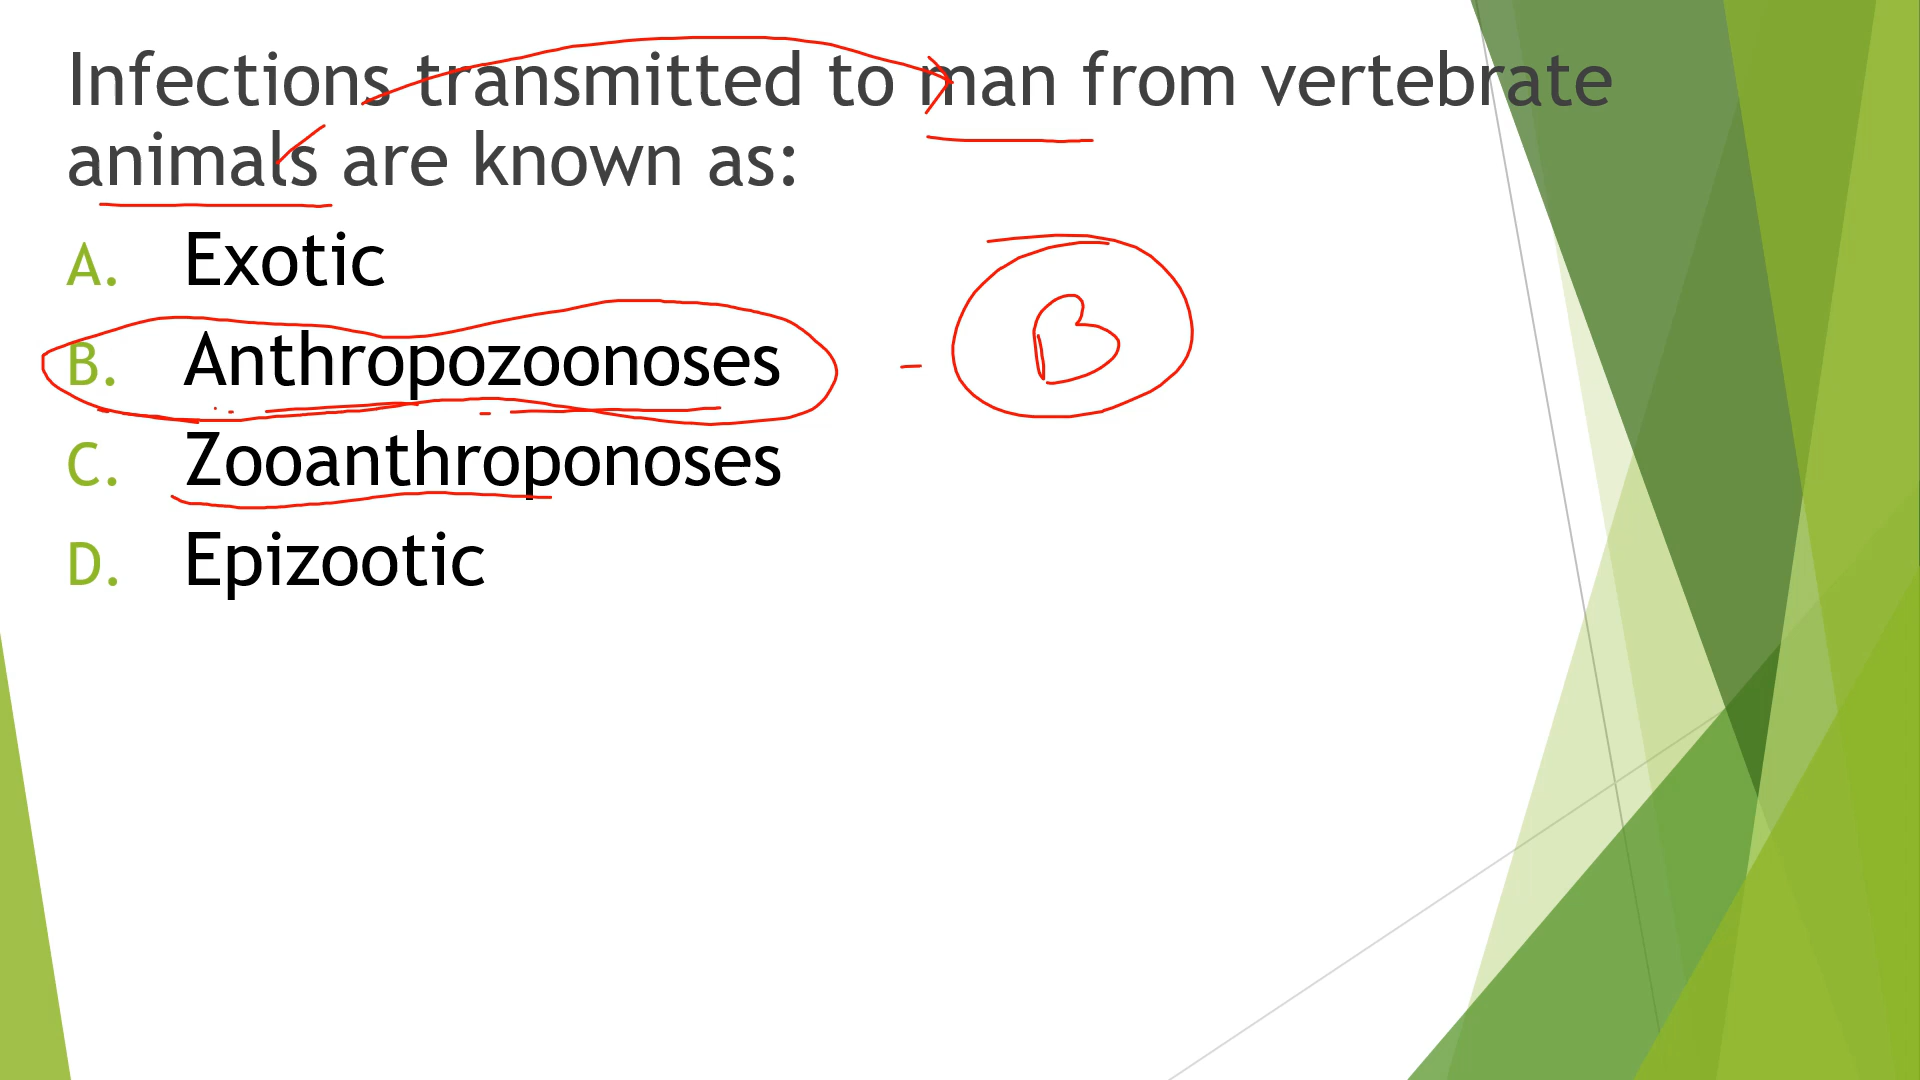 Infections transmitted to man from vertebrate
animals are known as:
A. Exotic
B. Anthropozoonoses - B
C. Zooanthroponoses
D. Epizootic